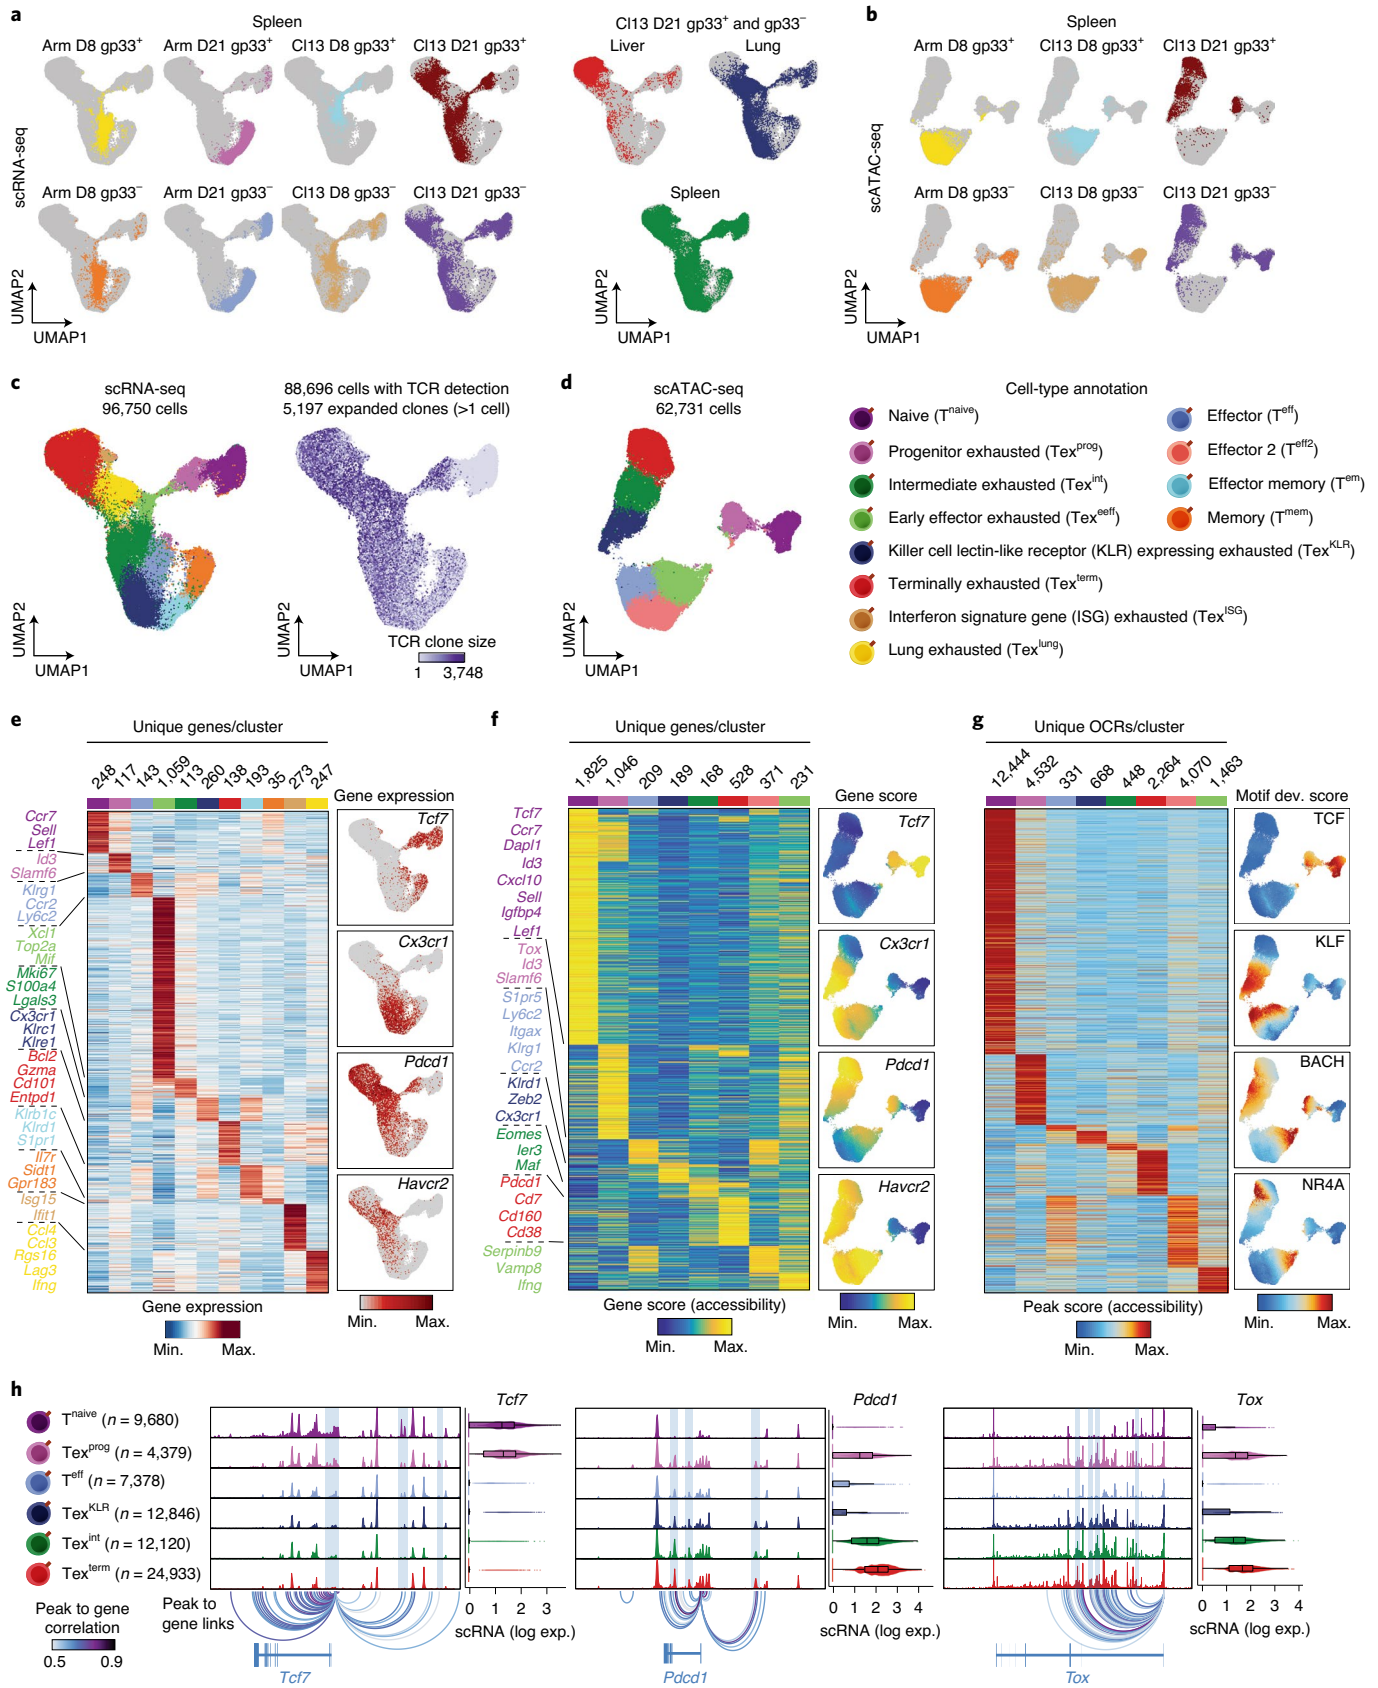 a
Spleen
Cl13 D21 gp33+ and gp33−
Arm D8 gp33+
Arm D21 gp33+
Cl13 D8 gp33+
Cl13 D21 gp33+
Liver
Lung
scRNA-seq
Arm D8 gp33−
Arm D21 gp33−
Cl13 D8 gp33−
Cl13 D21 gp33−
Spleen
UMAP2
UMAP1
UMAP2
UMAP1
b
Spleen
Arm D8 gp33+
Cl13 D8 gp33+
Cl13 D21 gp33+
scATAC-seq
Arm D8 gp33−
Cl13 D8 gp33−
Cl13 D21 gp33−
UMAP2
UMAP1
c
scRNA-seq
96,750 cells
88,696 cells with TCR detection
5,197 expanded clones (>1 cell)
UMAP2
UMAP1
UMAP2
UMAP1
TCR clone size
1 3,748
d
scATAC-seq
62,731 cells
UMAP2
UMAP1
Cell-type annotation
Naive (Tnaive)
Progenitor exhausted (Texprog)
Intermediate exhausted (Texint)
Early effector exhausted (Texeeff)
Killer cell lectin-like receptor (KLR) expressing exhausted (TexKLR)
Terminally exhausted (Texterm)
Interferon signature gene (ISG) exhausted (TexISG)
Lung exhausted (Texlung)
Effector (Teff)
Effector 2 (Teff2)
Effector memory (Tem)
Memory (Tmem)
e
Unique genes/cluster
248 117 143 1,059 113 260 138 193 35 273 247
Ccr7
Sell
Lef1
Id3
Slamf6
Klrg1
Ccr2
Ly6c2
Xcl1
Top2a
Mif
Mki67
S100a4
Lgals3
Cx3cr1
Klrc1
Klre1
Bcl2
Gzma
Cd101
Entpd1
Klrb1c
Klrd1
S1pr1
Il7r
Sidt1
Gpr183
Isg15
Ifit1
Ccl4
Ccl3
Rgs16
Lag3
Ifng
Gene expression
Min. Max.
Gene expression
Tcf7
Cx3cr1
Pdcd1
Havcr2
Min. Max.
f
Unique genes/cluster
1,825 1,046 209 189 168 528 371 231
Tcf7
Ccr7
Dapl1
Id3
Cxcl10
Sell
Igfbp4
Lef1
Tox
Id3
Slamf6
S1pr5
Ly6c2
Itgax
Klrg1
Ccr2
Klrd1
Zeb2
Cx3cr1
Eomes
Ier3
Maf
Pdcd1
Cd7
Cd160
Cd38
Serpinb9
Vamp8
Ifng
Gene score (accessibility)
Min. Max.
Gene score
Tcf7
Cx3cr1
Pdcd1
Havcr2
Min. Max.
g
Unique OCRs/cluster
12,444 4,532 331 668 448 2,264 4,070 1,463
Peak score (accessibility)
Min. Max.
Motif dev. score
TCF
KLF
BACH
NR4A
Min. Max.
h
Tnaive (n = 9,680)
Texprog (n = 4,379)
Teff (n = 7,378)
TexKLR (n = 12,846)
Texint (n = 12,120)
Texterm (n = 24,933)
Peak to gene
correlation
0.5 0.9
Peak to
gene links
Tcf7
Tcf7
0 1 2 3
scRNA (log exp.)
Pdcd1
Pdcd1
0 1 2 3 4
scRNA (log exp.)
Tox
Tox
0 1 2 3 4
scRNA (log exp.)